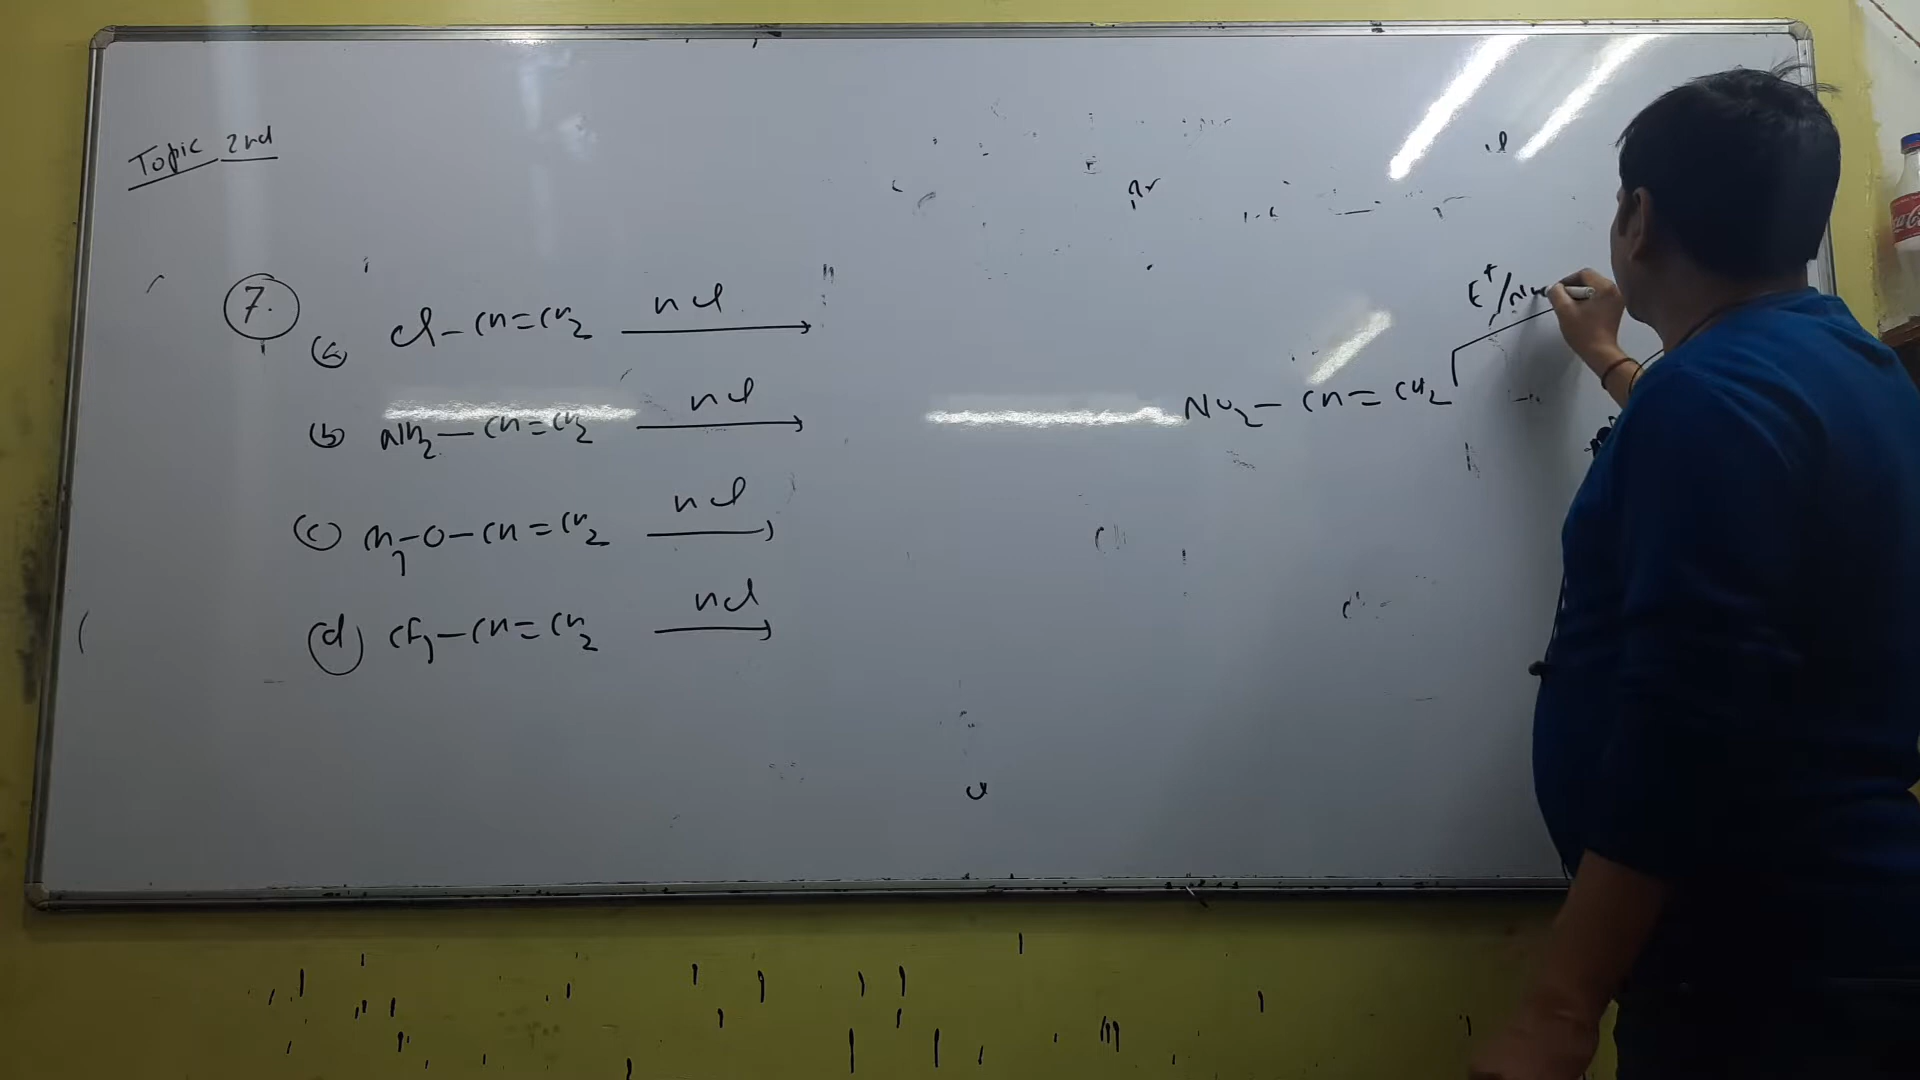 Topic 2nd
7.
(a) Cl-CH=CH2 HCl
(b) NH2-CH=CH2 HCl
(c) CH3-O-CH=CH2 HCl
(d) CF3-CH=CH2 HCl
E+/
NO2-CH=CH2